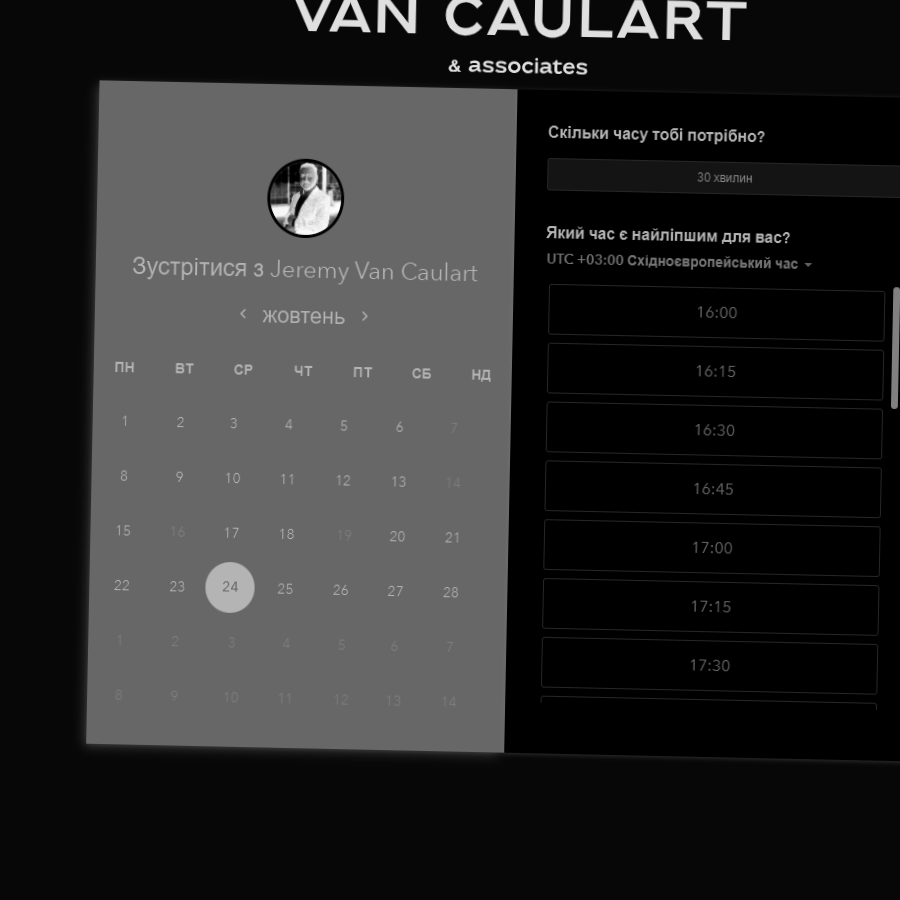 VAN CAULART
& associates
Зустрітися з Jeremy Van Caulart
жовтень
ПН ВТ СР ЧТ ПТ СБ НД
1 2 3 4 5 6 7
8 9 10 11 12 13 14
15 16 17 18 19 20 21
22 23 24 25 26 27 28
1 2 3 4 5 6 7
8 9 10 11 12 13 14
Скільки часу тобі потрібно?
30 хвилин
Який час є найліпшим для вас?
UTC +03:00 Східноєвропейський час
16:00
16:15
16:30
16:45
17:00
17:15
17:30